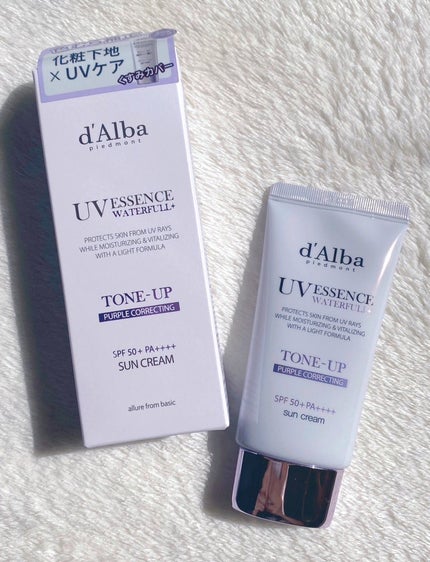 化粧下地
×UVケア
くすみカバー
d'Alba
piedmont
UV ESSENCE
WATERFULL+
PROTECTS SKIN FROM UV RAYS
WHILE MOISTURIZING & VITALIZING
WITH A LIGHT FORMULA
TONE-UP
PURPLE CORRECTING
SPF 50+ PA++++
SUN CREAM
allure from basic
d'Alba
piedmont
UV ESSENCE
WATERFULL+
PROTECTS SKIN FROM UV RAYS
WHILE MOISTURIZING & VITALIZING
WITH A LIGHT FORMULA
TONE-UP
PURPLE CORRECTING
SPF 50+PA++++
sun cream